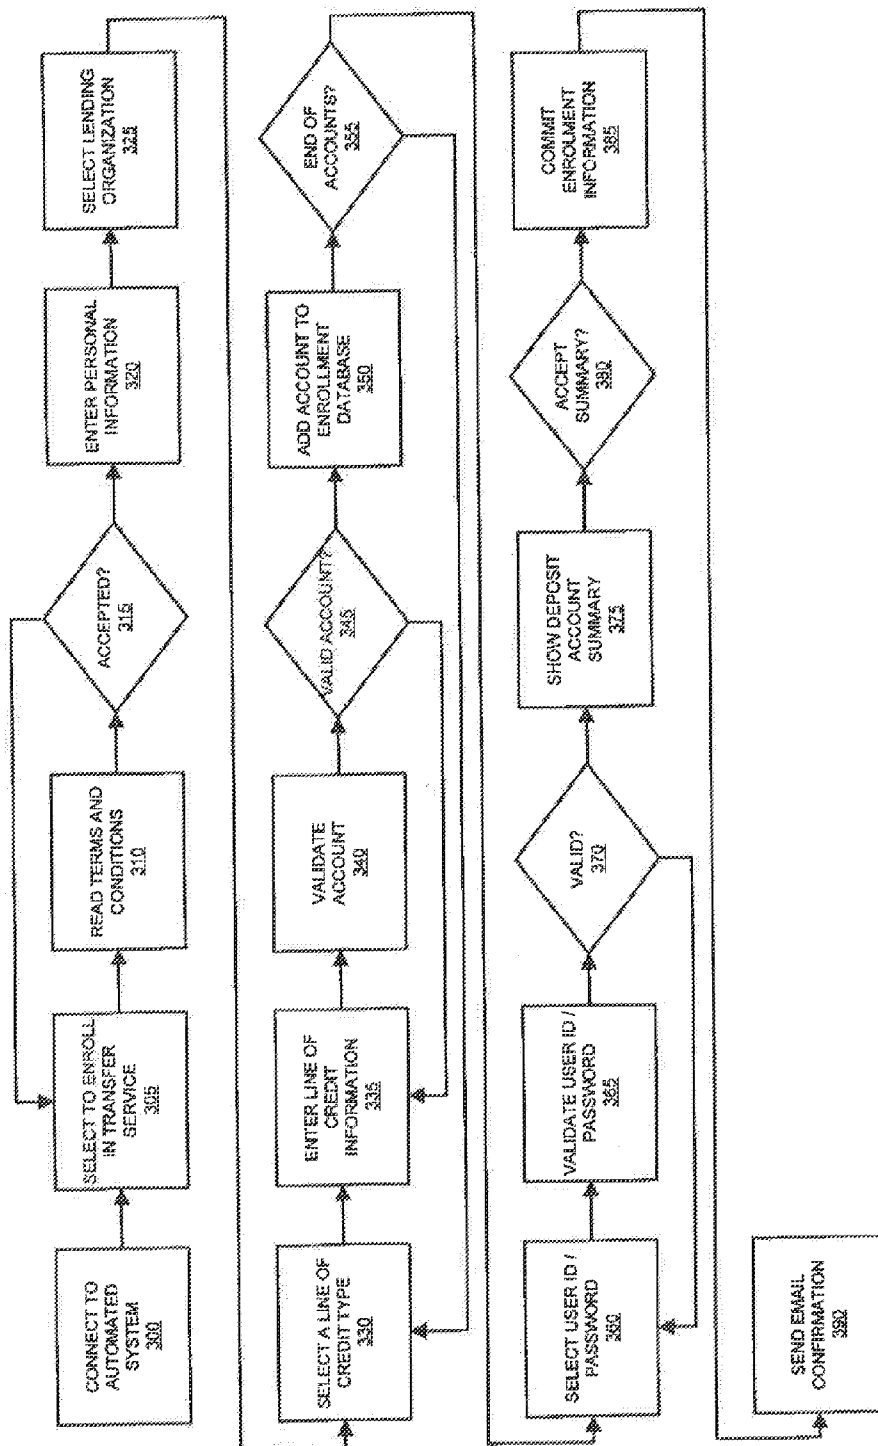 CONNECT TO
AUTOMATED
SYSTEM
300
SELECT TO ENROLL
IN TRANSFER
SERVICE
305
READ TERMS AND
CONDITIONS
310
ACCEPTED?
315
ENTER PERSONAL
INFORMATION
320
SELECT LENDING
ORGANIZATION
325
SELECT A LINE OF
CREDIT TYPE
330
ENTER LINE OF
CREDIT
INFORMATION
335
VALIDATE
ACCOUNT
340
VALID ACCOUNT?
345
ADD ACCOUNT TO
ENROLLMENT
DATABASE
350
END OF
ACCOUNTS?
355
SELECT USER ID /
PASSWORD
360
VALIDATE USER ID /
PASSWORD
365
VALID?
370
SHOW DEPOSIT
ACCOUNT
SUMMARY
375
ACCEPT
SUMMARY?
380
COMMIT
ENROLMENT
INFORMATION
385
SEND EMAIL
CONFIRMATION
390